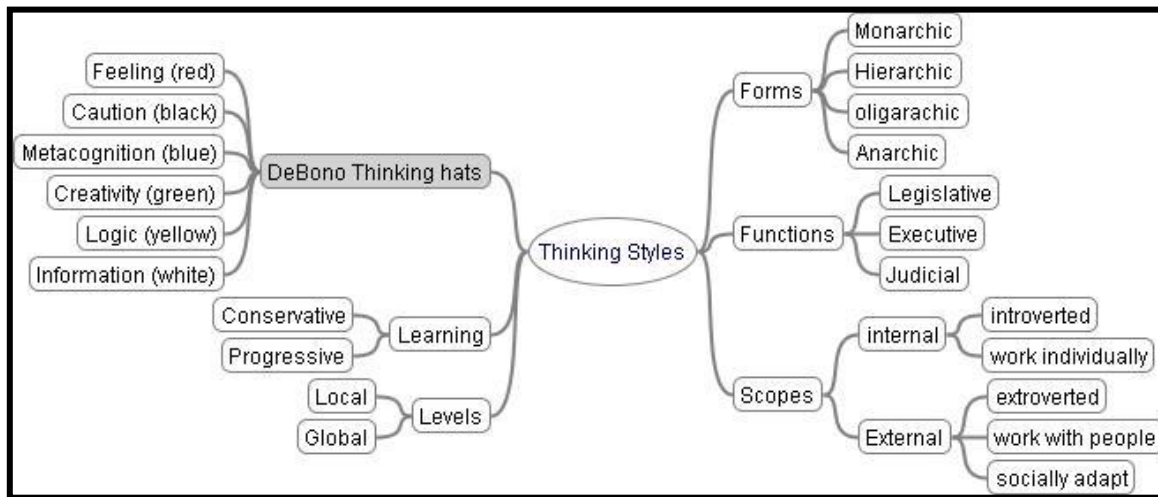 Thinking Styles
DeBono Thinking hats
Feeling (red)
Caution (black)
Metacognition (blue)
Creativity (green)
Logic (yellow)
Information (white)
Learning
Conservative
Progressive
Levels
Local
Global
Forms
Monarchic
Hierarchic
oligarachic
Anarchic
Functions
Legislative
Executive
Judicial
Scopes
internal
introverted
work individually
External
extroverted
work with people
socially adapt